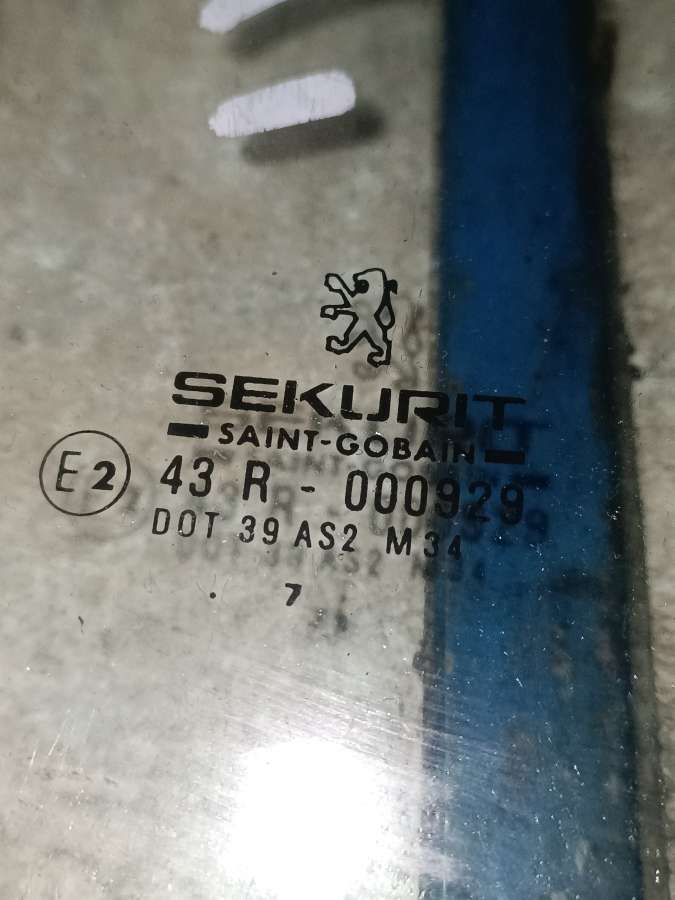 SEKURIT
SAINT-GOBAIN
E2 43 R - 000929
DOT 39 AS2 M34
. 7